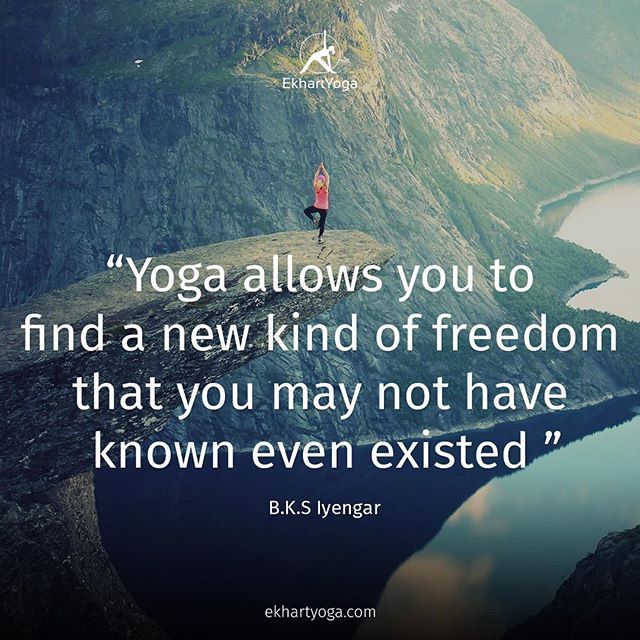 EkhartYoga
“Yoga allows you to
find a new kind of freedom
that you may not have
known even existed ”
B.K.S Iyengar
ekhartyoga.com